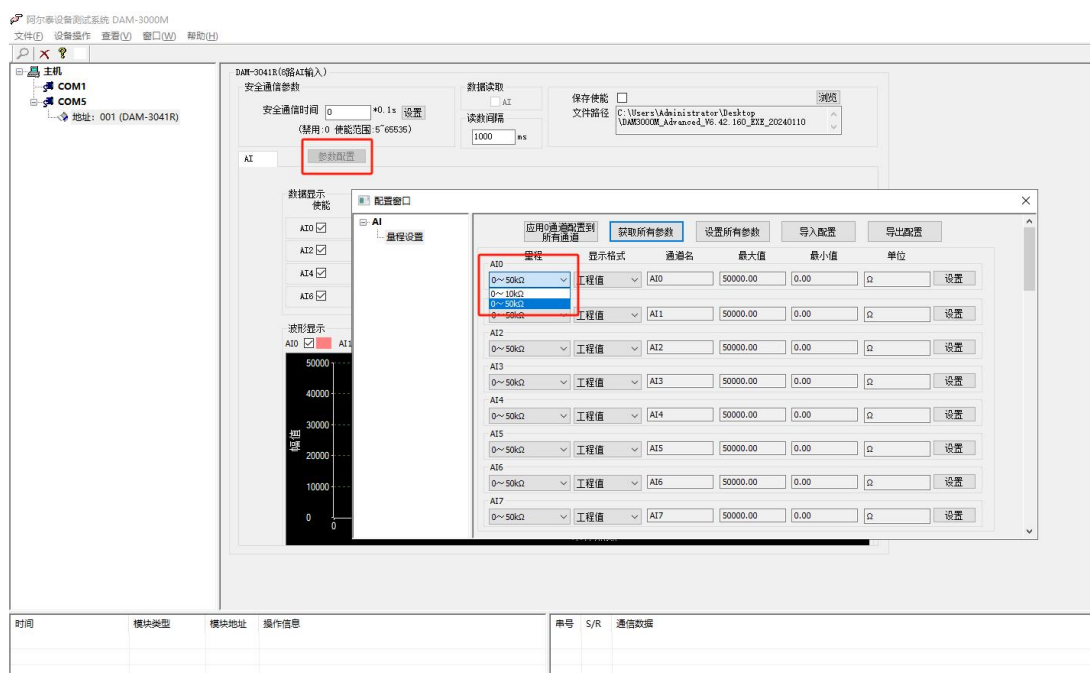 阿尔泰设备测试系统 DAM-3000M
文件(F) 设备操作 查看(V) 窗口(W) 帮助(H)
主机
COM1
COM5
地址：001 (DAM-3041R)
DAM-3041R(8路AI输入)
安全通信参数
安全通信时间 0 *0.1s 设置
(禁用:0 使能范围:5~65535)
数据读取
AI
读数间隔
1000 ms
保存使能
浏览
文件路径 C:\Users\Administrator\Desktop
\DAM3000M_Advanced_V6.42.160_EXE_20240110
AI 参数配置
数据显示
使能
AI0
AI2
AI4
AI6
波形显示
AI0 AI1
50000
40000
30000
20000
10000
0
幅值
0
配置窗口
AI
量程设置
应用0通道配置到
所有通道
获取所有参数 设置所有参数 导入配置 导出配置
量程 显示格式 通道名 最大值 最小值 单位
AI0
0～50kΩ 工程值 AI0 50000.00 0.00 Ω 设置
0～10kΩ
0～50kΩ
0～50kΩ 工程值 AI1 50000.00 0.00 Ω 设置
AI2
0～50kΩ 工程值 AI2 50000.00 0.00 Ω 设置
AI3
0～50kΩ 工程值 AI3 50000.00 0.00 Ω 设置
AI4
0～50kΩ 工程值 AI4 50000.00 0.00 Ω 设置
AI5
0～50kΩ 工程值 AI5 50000.00 0.00 Ω 设置
AI6
0～50kΩ 工程值 AI6 50000.00 0.00 Ω 设置
AI7
0～50kΩ 工程值 AI7 50000.00 0.00 Ω 设置
时间 模块类型 模块地址 操作信息
串号 S/R 通信数据